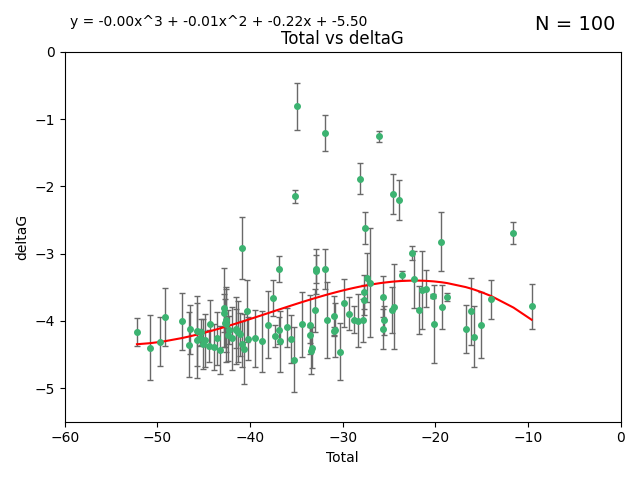 y = -0.00x^3 + -0.01x^2 + -0.22x + -5.50
N = 100
Total vs deltaG
0
−1
−2
−3
−4
−5
deltaG
−60 −50 −40 −30 −20 −10 0
Total